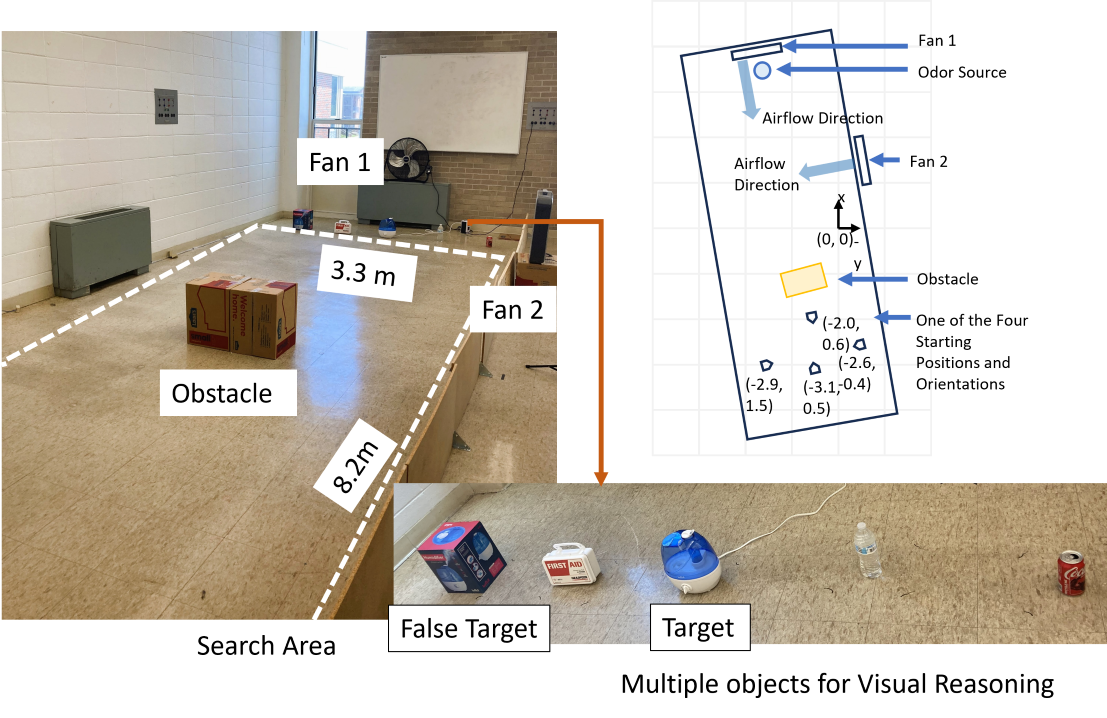 Fan 1
3.3 m
Fan 2
Welcome
home
Obstacle
8.2m
Search Area
Fan 1
Odor Source
Airflow Direction
Fan 2
Airflow
Direction
x
(0, 0)
y
Obstacle
One of the Four
Starting
Positions and
Orientations
(-2.0,
0.6)
(-2.6,
-0.4)
(-2.9,
1.5)
(-3.1,
0.5)
FIRST AID
Coca-Cola
False Target
Target
Multiple objects for Visual Reasoning